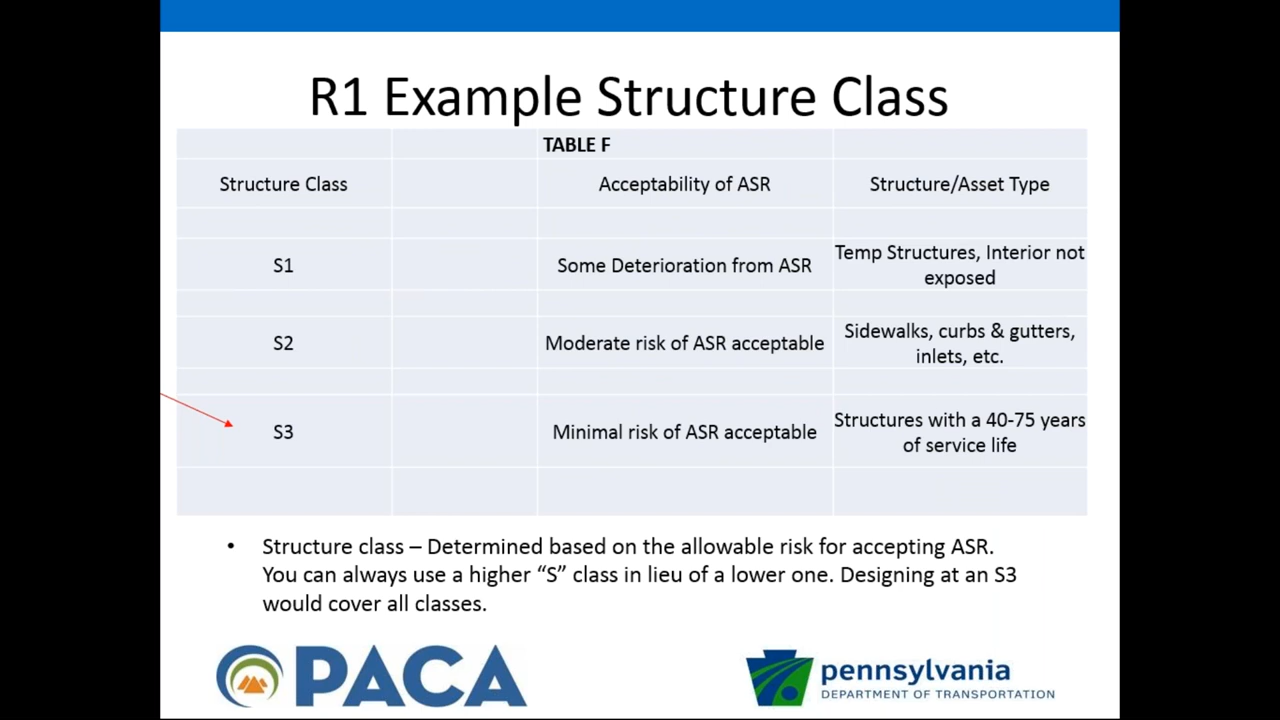 R1 Example Structure Class
TABLE F
Structure Class
Acceptability of ASR
Structure/Asset Type
S1
Some Deterioration from ASR
Temp Structures, Interior not
exposed
S2
Moderate risk of ASR acceptable
Sidewalks, curbs & gutters,
inlets, etc.
S3
Minimal risk of ASR acceptable
Structures with a 40-75 years
of service life
• Structure class – Determined based on the allowable risk for accepting ASR.
You can always use a higher “S” class in lieu of a lower one. Designing at an S3
would cover all classes.
PACA
pennsylvania
DEPARTMENT OF TRANSPORTATION